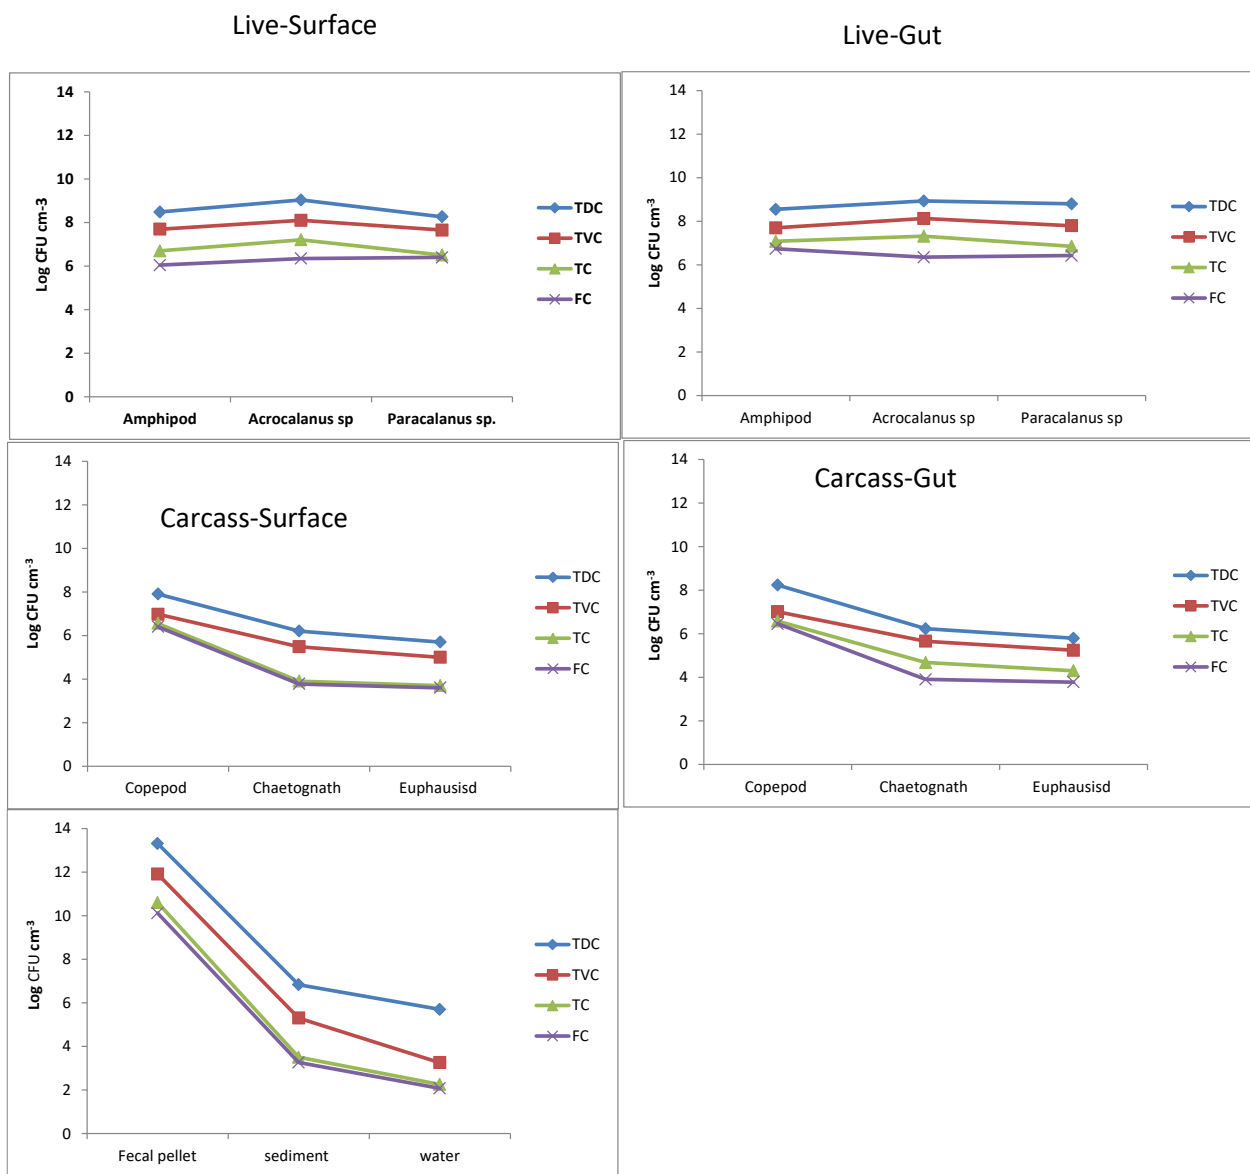 Live-Surface
Live-Gut
Log CFU cm-3
14
12
10
8
6
4
2
0
Amphipod Acrocalanus sp Paracalanus sp.
TDC
TVC
TC
FC
Log CFU cm⁻³
14
12
10
8
6
4
2
0
Amphipod Acrocalanus sp Paracalanus sp
TDC
TVC
TC
FC
Carcass-Surface
Log CFU cm⁻³
14
12
10
8
6
4
2
0
Copepod Chaetognath Euphausisd
TDC
TVC
TC
FC
Carcass-Gut
Log CFU cm⁻³
14
12
10
8
6
4
2
0
Copepod Chaetognath Euphausisd
TDC
TVC
TC
FC
Log CFU cm⁻³
14
12
10
8
6
4
2
0
Fecal pellet sediment water
TDC
TVC
TC
FC